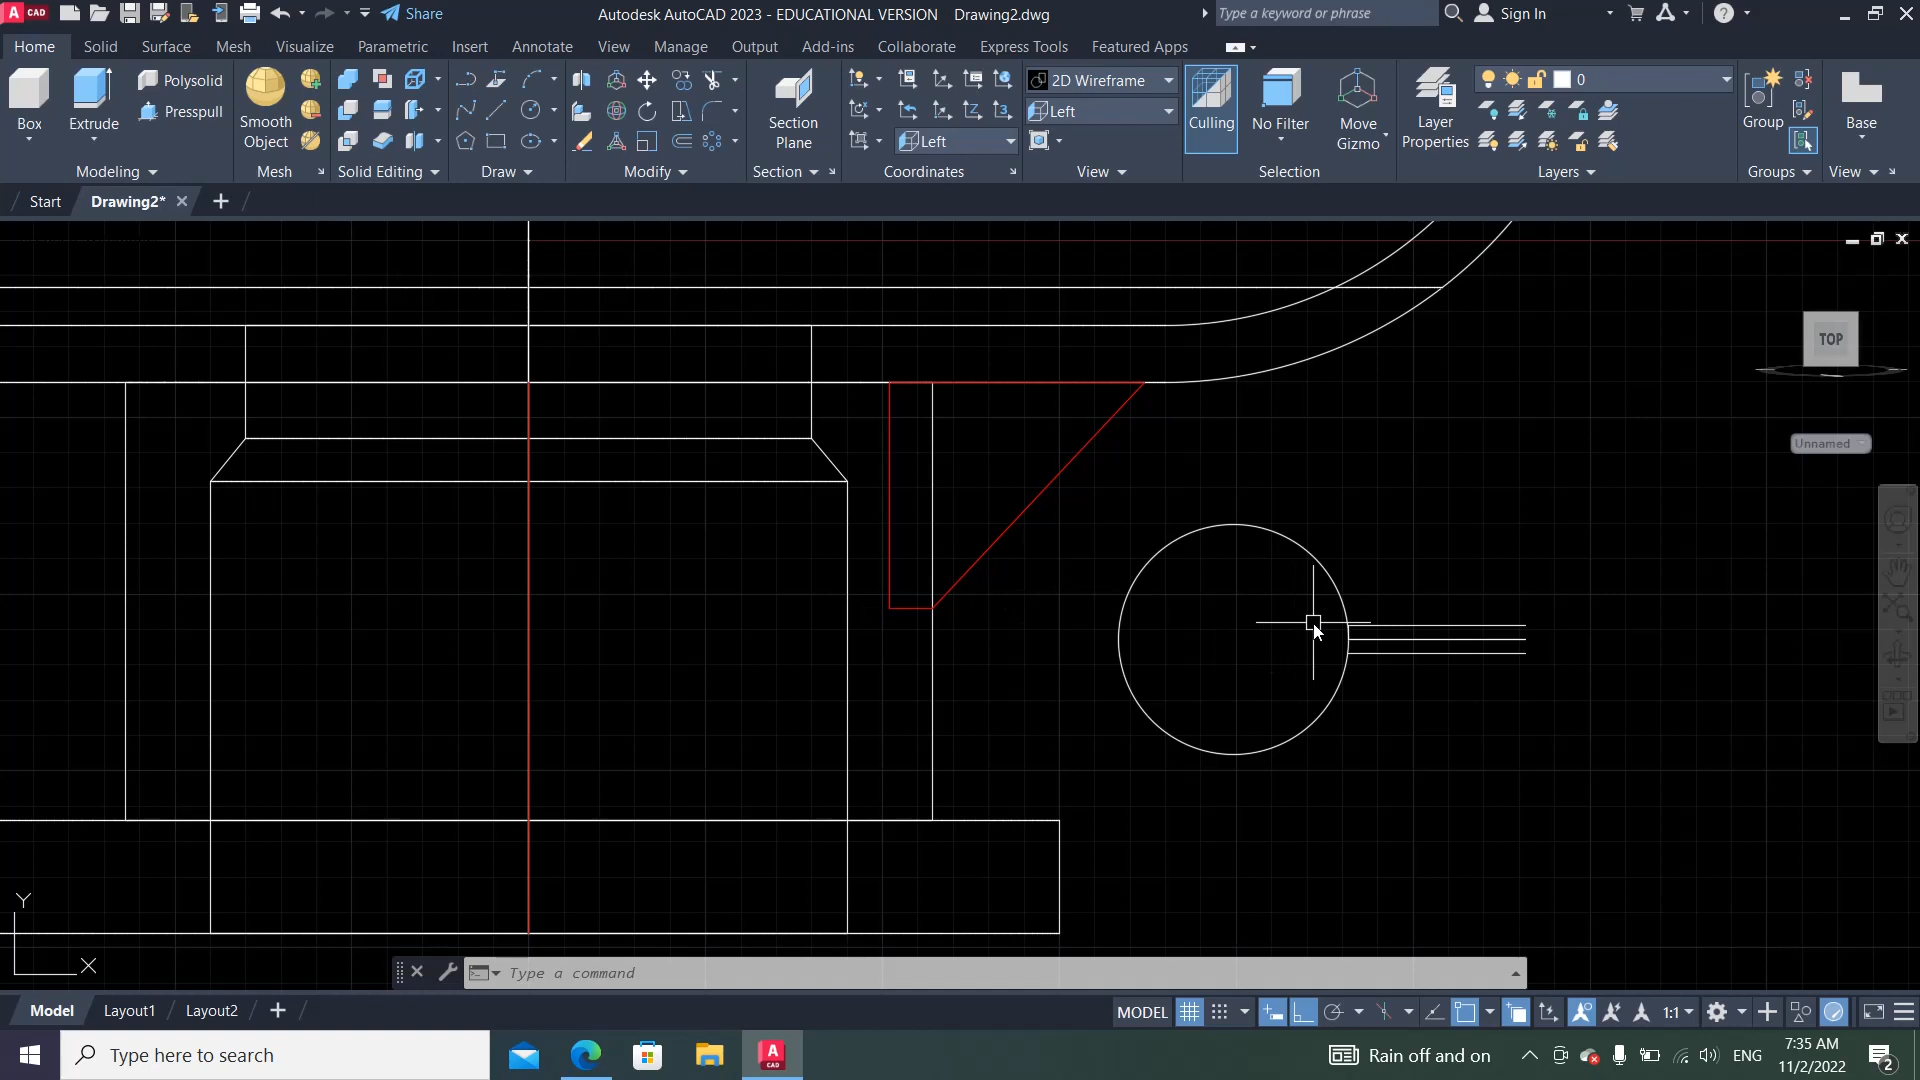 A CAD Share Autodesk AutoCAD 2023 - EDUCATIONAL VERSION Drawing2.dwg Type a keyword or phrase Sign In
Home Solid Surface Mesh Visualize Parametric Insert Annotate View Manage Output Add-ins Collaborate Express Tools Featured Apps
Box Extrude Polysolid Presspull Smooth Object Section Plane 2D Wireframe Left Left Culling No Filter Move Gizmo Layer Properties 0 Group Base
Modeling Mesh Solid Editing Draw Modify Section Coordinates View Selection Layers Groups View
Start Drawing2*
TOP
Unnamed
Y
X
Type a command
Model Layout1 Layout2 MODEL 1:1
Type here to search A CAD Rain off and on ENG 7:35 AM
11/2/2022 2